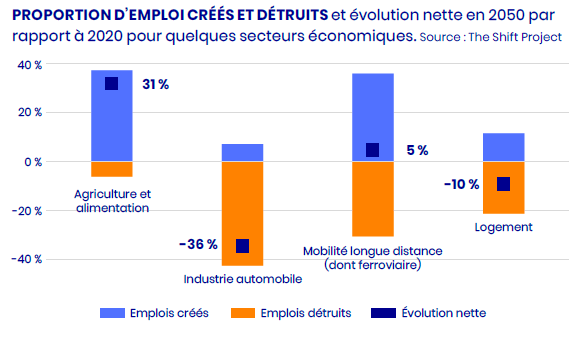 PROPORTION D’EMPLOI CRÉÉS ET DÉTRUITS et évolution nette en 2050 par
rapport à 2020 pour quelques secteurs économiques. Source : The Shift Project
40 %
20 %
0 %
-20 %
-40 %
31 %
-36 %
5 %
-10 %
Agriculture et
alimentation
Industrie automobile
Mobilité longue distance
(dont ferroviaire)
Logement
Emplois créés
Emplois détruits
Évolution nette